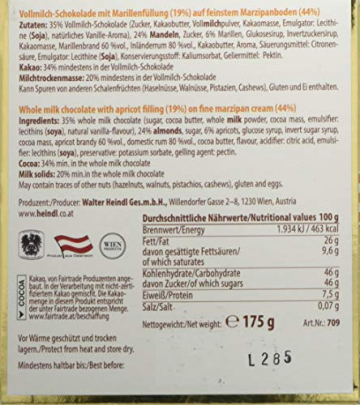 Vollmilch-Schokolade mit Marillenfüllung (19%) auf feinstem Marzipanboden (44%)
Zutaten: 35% Vollmilch-Schokolade (Zucker, Kakaobutter, Vollmilchpulver, Kakaomasse, Emulgator: Lecithi-
ne (Soja), natürliches Vanille-Aroma), 24% Mandeln, Zucker, 6% Marillen, Glukosesirup, Invertzuckersirup,
Kakaomasse, Marillenbrand 60 %vol., Inländerrum 80 %vol., Kakaobutter, Aroma, Säuerungsmittel: Citronen-
säure, Emulgator: Lecithine (Soja), Konservierungsstoff: Kaliumsorbat, Geliermittel: Pektin.
Kakao: 34% mindestens in der Vollmilch-Schokolade
Milchtrockenmasse: 20% mindestens in der Vollmilch-Schokolade
Kann Spuren von anderen Schalenfrüchten (Haselnüsse, Walnüsse, Pistazien, Cashews), Gluten und Ei enthalten.
Whole milk chocolate with apricot filling (19%) on fine marzipan cream (44%)
Ingredients: 35% whole milk chocolate (sugar, cocoa butter, whole milk powder, cocoa mass, emulsifier:
lecithins (soya), natural vanilla-flavour), 24% almonds, sugar, 6% apricots, glucose syrup, invert sugar syrup,
cocoa mass, apricot brandy 60 %vol., domestic rum 80 %vol., cocoa butter, flavour, acidifier: citric acid, emulsi-
fier: lecithins (soya), preservative: potassium sorbate, gelling agent: pectin.
Cocoa: 34% min. in the whole milk chocolate
Milk solids: 20% min.in the whole milk chocolate
May contain traces of other nuts (hazelnuts, walnuts, pistachios, cashews), gluten and eggs.
Produzent/Producer: Walter Heindl Ges.m.b.H., Willendorfer Gasse 2–8, 1230 Wien, Austria
www.heindl.co.at
Durchschnittliche Nährwerte/Nutritional values 100 g
Brennwert/Energy 1.934 kJ / 463 kcal
Fett/Fat 26 g
davon gesättigte Fettsäuren/ 9,6 g
of which saturates
Kohlenhydrate/Carbohydrate 46 g
davon Zucker/of which sugars 46 g
Eiweiß/Protein 7,5 g
Salz/Salt 0,07 g
WIEN
Produkt aus Österreich
COCOA
Kakao, von Fairtrade Produzenten ange-
baut. In der Verarbeitung mit nicht-zerti-
fiziertem Kakao gemischt. Die Kakao-
menge in diesem Produkt entspricht
der unter Fairtrade bezogenen Menge.
www.fairtrade.at/beschaffung
Nettogewicht:/Net weight: ℮ 175 g Art.Nr.: 709
Vor Wärme geschützt und trocken
lagern./Protect from heat and store dry.
Mindestens haltbar bis:/Best before:
L 285